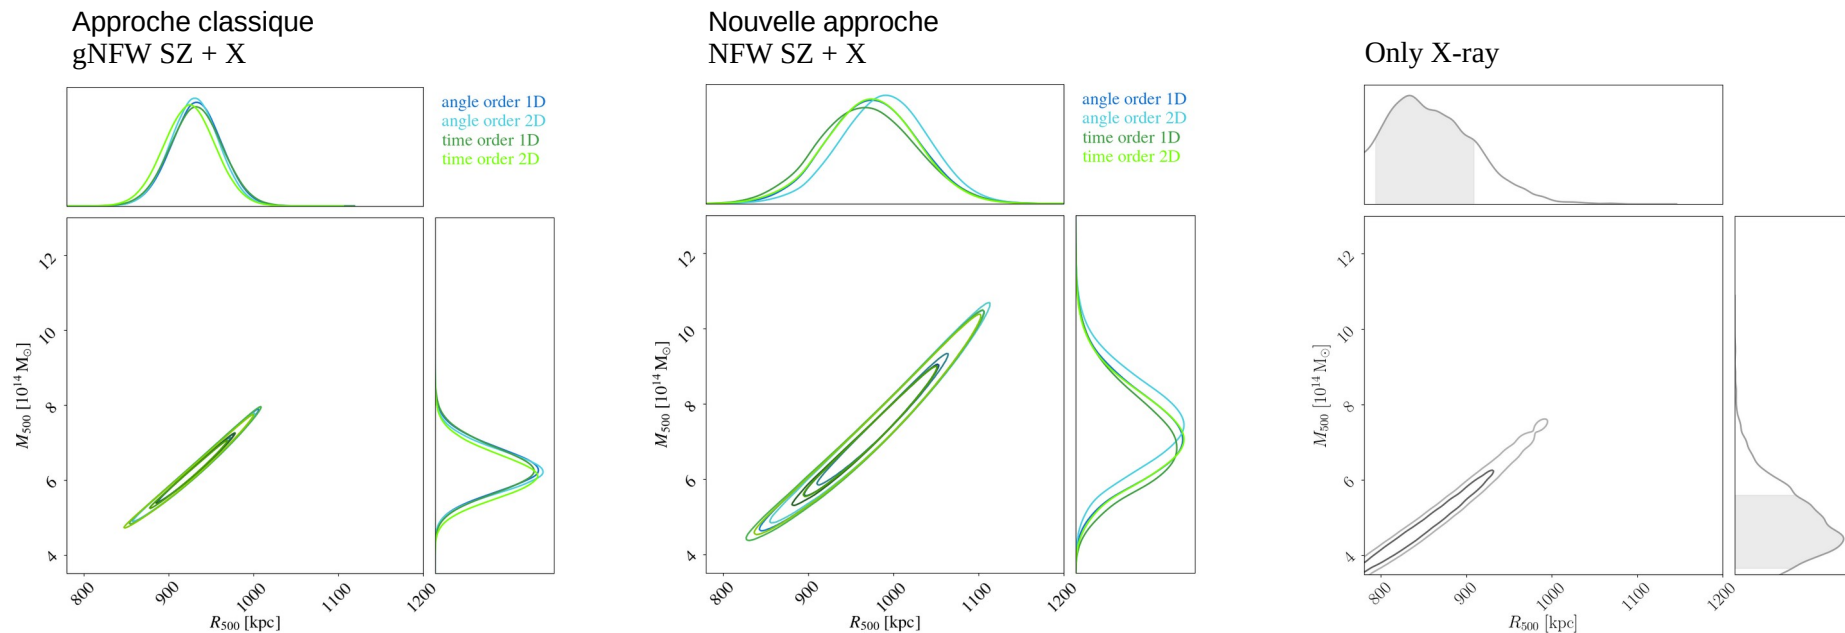 Approche classique
gNFW SZ + X
angle order 1D
angle order 2D
time order 1D
time order 2D
12
10
8
6
4
M500 [10^14 M⊙]
800
900
1000
1100
1200
R500 [kpc]
Nouvelle approche
NFW SZ + X
angle order 1D
angle order 2D
time order 1D
time order 2D
12
10
8
6
4
M500 [10^14 M⊙]
800
900
1000
1100
1200
R500 [kpc]
Only X-ray
12
10
8
6
4
M500 [10^14 M⊙]
800
900
1000
1100
1200
R500 [kpc]